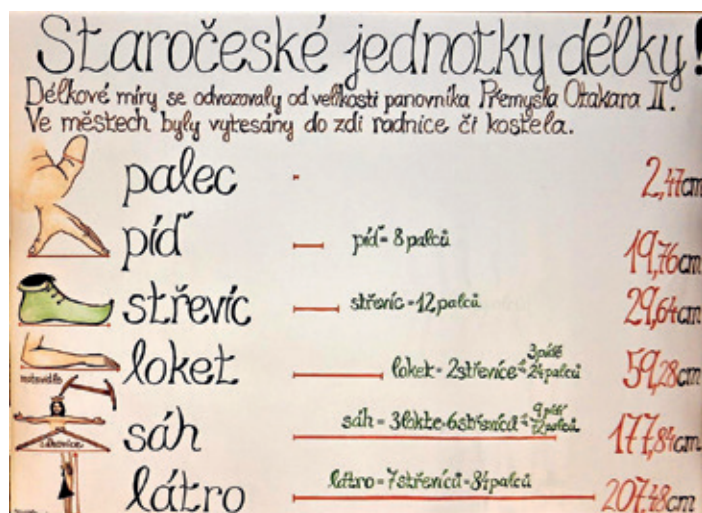 Staročeské jednotky délky!
Délkové míry se odvozovaly od velikosti panovníka Přemysla Otakara II.
Ve městech byly vytesány do zdi radnice či kostela.
palec 2,47cm
píď píď = 8 palců 19,76cm
střevíc střevíc = 12 palců 29,64cm
loket loket = 2 střevíce = 3 pídě 24 palců 59,28cm
sáh sáh = 3 lokte = 6 střevíců = 9 pídí 72 palců 177,84cm
látro látro = 7 střevíců = 84 palců 207,48cm